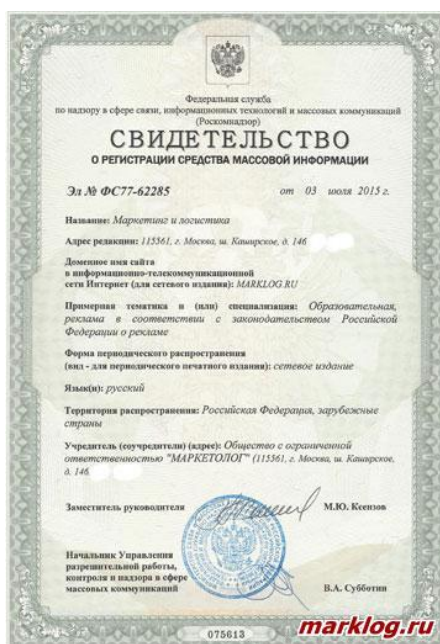 Федеральная служба
по надзору в сфере связи, информационных технологий и массовых коммуникаций
(Роскомнадзор)
СВИДЕТЕЛЬСТВО
О РЕГИСТРАЦИИ СРЕДСТВА МАССОВОЙ ИНФОРМАЦИИ
Эл № ФС77-62285 от 03 июля 2015 г.
Название: Маркетинг и логистика
Адрес редакции: 115561, г. Москва, ш. Каширское, д. 146
Доменное имя сайта
в информационно-телекоммуникационной
сети Интернет (для сетевого издания): MARKLOG.RU
Примерная тематика и (или) специализация: Образовательная,
реклама в соответствии с законодательством Российской
Федерации о рекламе
Форма периодического распространения
(вид - для периодического печатного издания): сетевое издание
Язык(и): русский
Территория распространения: Российская Федерация, зарубежные
страны
Учредитель (соучредители) (адрес): Общество с ограниченной
ответственностью "МАРКЕТОЛОГ" (115561, г. Москва, ш. Каширское,
д. 146
Заместитель руководителя М.Ю. Ксензов
Начальник Управления
разрешительной работы,
контроля и надзора в сфере
массовых коммуникаций В.А. Субботин
075613
marklog.ru